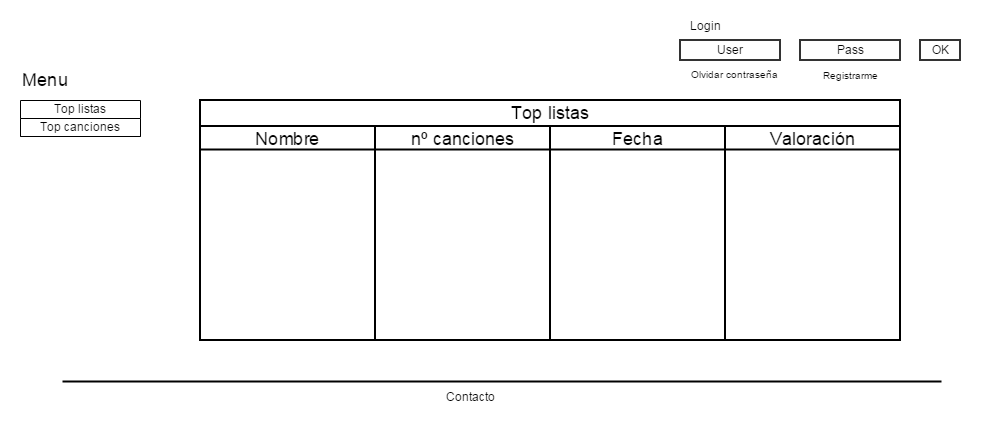 Login
User Pass OK
Olvidar contraseña Registrarme
Menu
Top listas
Top canciones
Top listas
Nombre nº canciones Fecha Valoración
Contacto